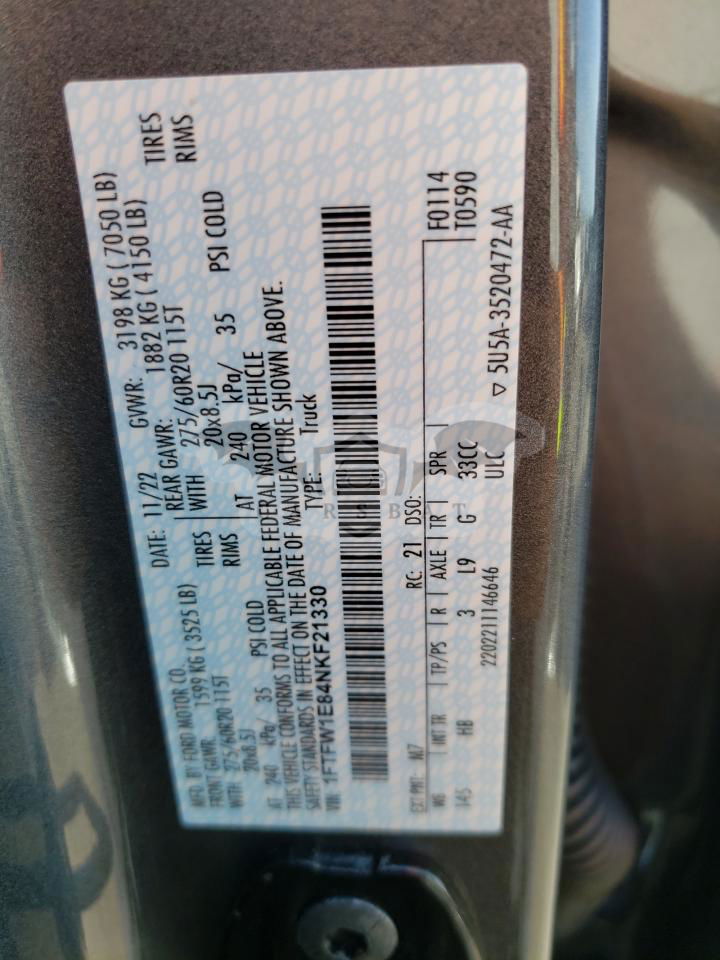 MFD. BY FORD MOTOR CO.
DATE: 11/22 GVWR: 3198 KG ( 7050 LB)
FRONT GAWR: 1599 KG ( 3525 LB) REAR GAWR: 1882 KG ( 4150 LB)
WITH 275/60R20 115T TIRES WITH 275/60R20 115T TIRES
20x8.5J RIMS 20x8.5J RIMS
AT 240 kPa/ 35 PSI COLD AT 240 kPa/ 35 PSI COLD
THIS VEHICLE CONFORMS TO ALL APPLICABLE FEDERAL MOTOR VEHICLE
SAFETY STANDARDS IN EFFECT ON THE DATE OF MANUFACTURE SHOWN ABOVE.
VIN: 1FTFW1E84NKF21330 TYPE: Truck
F0114
EXT PNT: M7 RC: 21 DSO: T0590
WB INT TR TP/PS R AXLE TR SPR
145 HB 3 L9 G 33CC
2202211146646 ULC ▽ 5U5A-3520472-AA